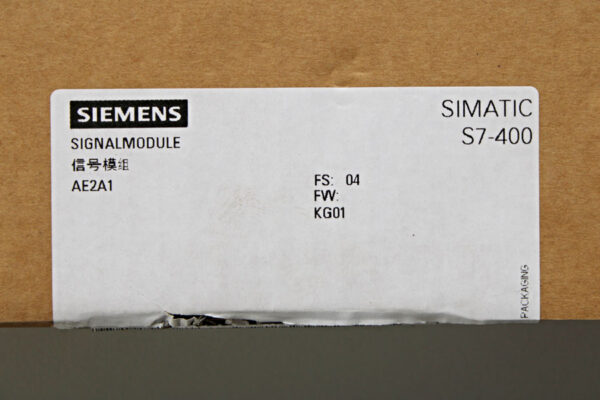 SIEMENS
SIMATIC
S7-400
SIGNALMODULE
信号模组
AE2A1
FS: 04
FW:
KG01
PACKAGING